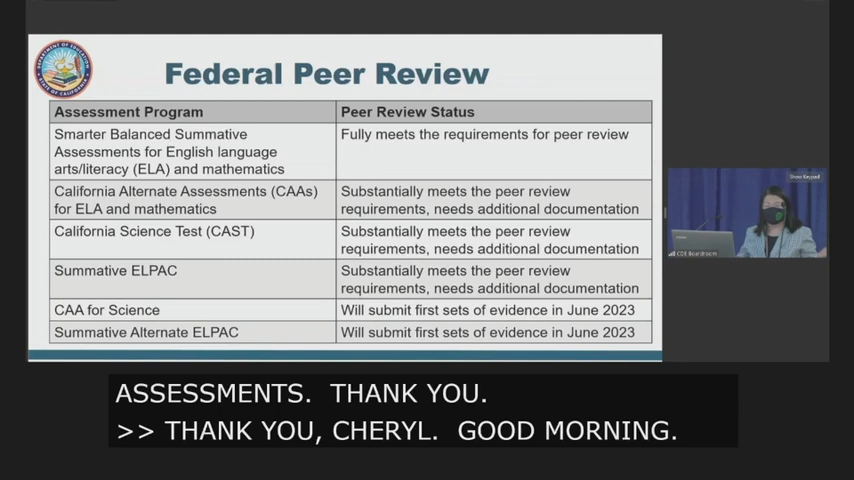 Federal Peer Review
Assessment Program
Peer Review Status
Smarter Balanced Summative
Assessments for English language
arts/literacy (ELA) and mathematics
Fully meets the requirements for peer review
California Alternate Assessments (CAAs)
for ELA and mathematics
Substantially meets the peer review
requirements, needs additional documentation
California Science Test (CAST)
Substantially meets the peer review
requirements, needs additional documentation
Summative ELPAC
Substantially meets the peer review
requirements, needs additional documentation
CAA for Science
Will submit first sets of evidence in June 2023
Summative Alternate ELPAC
Will submit first sets of evidence in June 2023
CDE Boardroom
ASSESSMENTS.  THANK YOU.
>> THANK YOU, CHERYL.  GOOD MORNING.